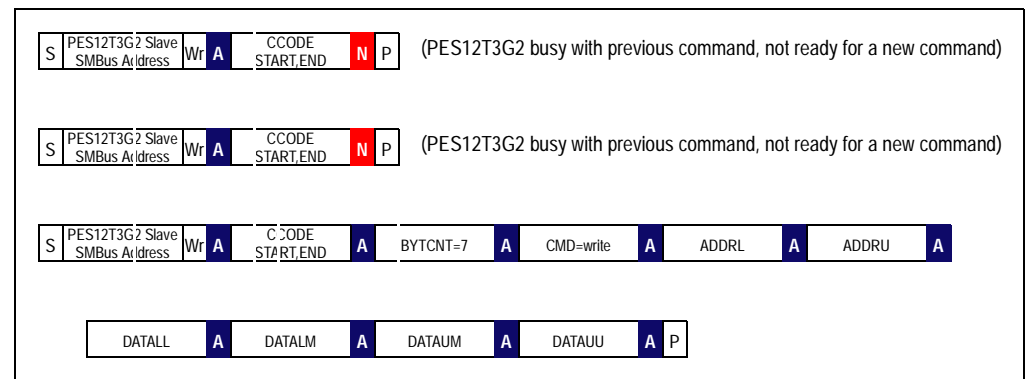 S PES12T3G2 Slave SMBus Address Wr A CCODE START,END N P (PES12T3G2 busy with previous command, not ready for a new command)
S PES12T3G2 Slave SMBus Address Wr A CCODE START,END N P (PES12T3G2 busy with previous command, not ready for a new command)
S PES12T3G2 Slave SMBus Address Wr A CCODE START,END A BYTCNT=7 A CMD=write A ADDRL A ADDRU A
DATALL A DATALM A DATAUM A DATAUU A P